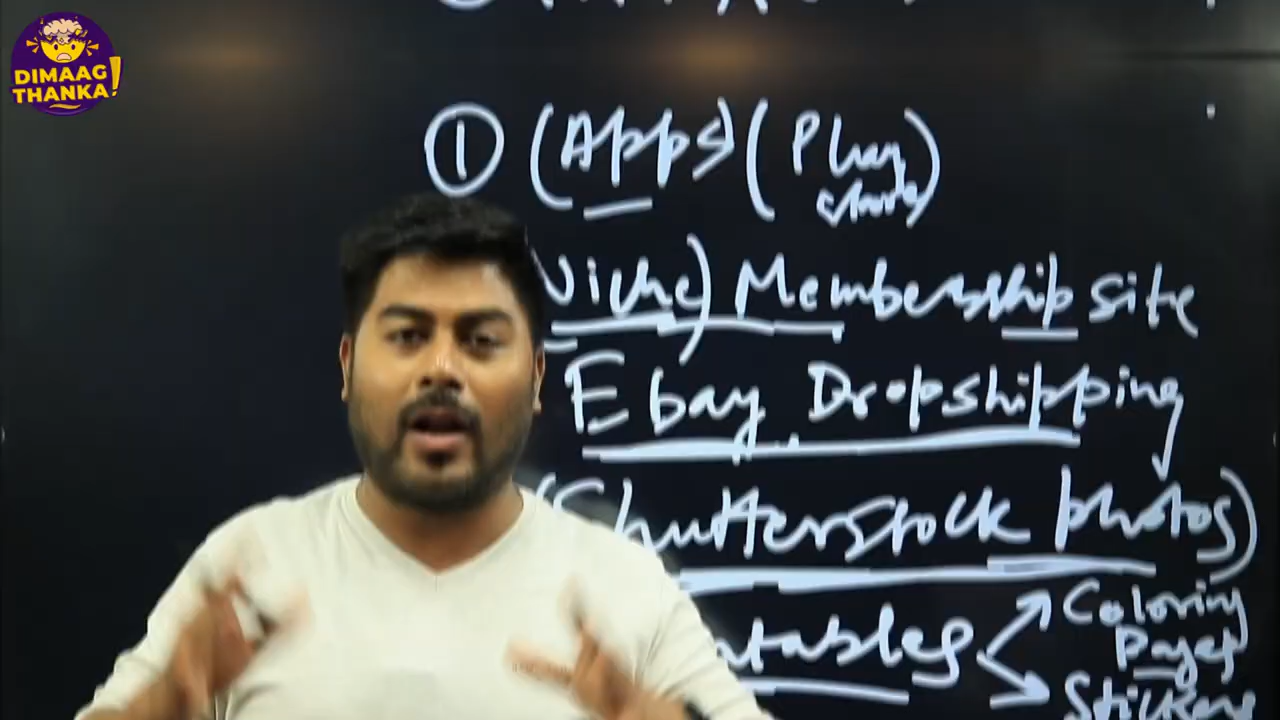 DIMAAG
THANKA!
① (Apps) (Play
store)
Niche) Membership site
Ebay Dropshipping
(Shutterstock photos)
Coloring
Pages
Stickers